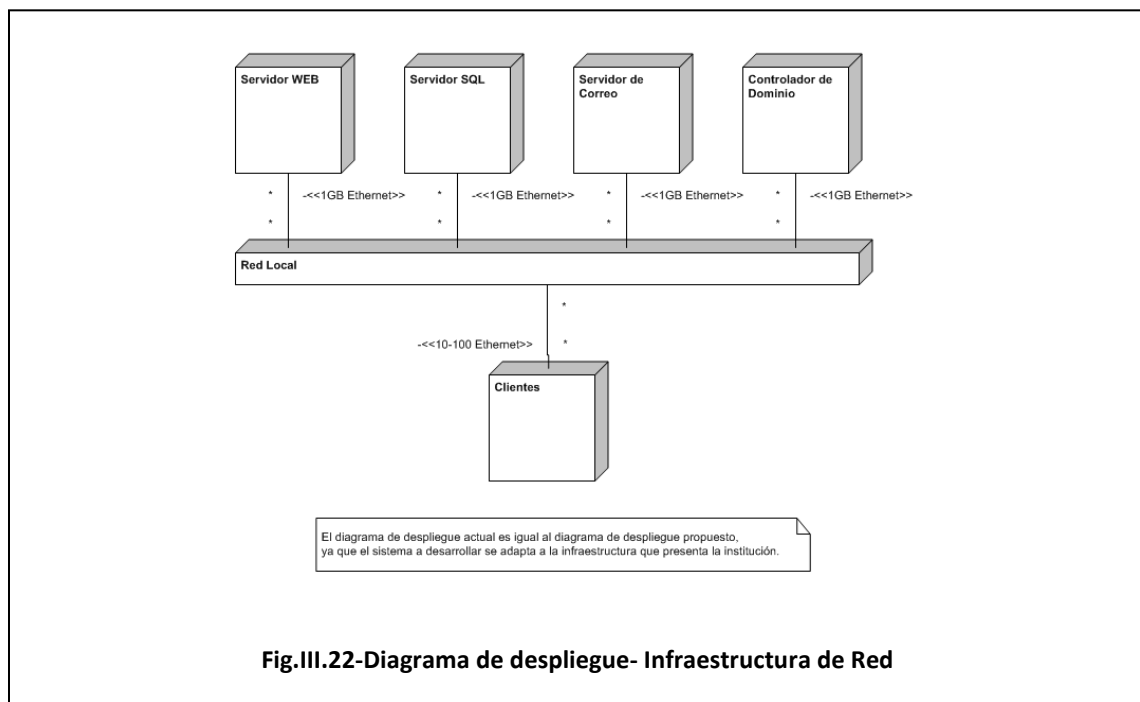 Servidor WEB
Servidor SQL
Servidor de
Correo
Controlador de
Dominio
*
-<<1GB Ethernet>>
*
-<<1GB Ethernet>>
*
-<<1GB Ethernet>>
*
-<<1GB Ethernet>>
*
*
*
*
Red Local
*
-<<10-100 Ethernet>>
*
Clientes
El diagrama de despliegue actual es igual al diagrama de despliegue propuesto,
ya que el sistema a desarrollar se adapta a la infraestructura que presenta la institución.
Fig.III.22-Diagrama de despliegue- Infraestructura de Red